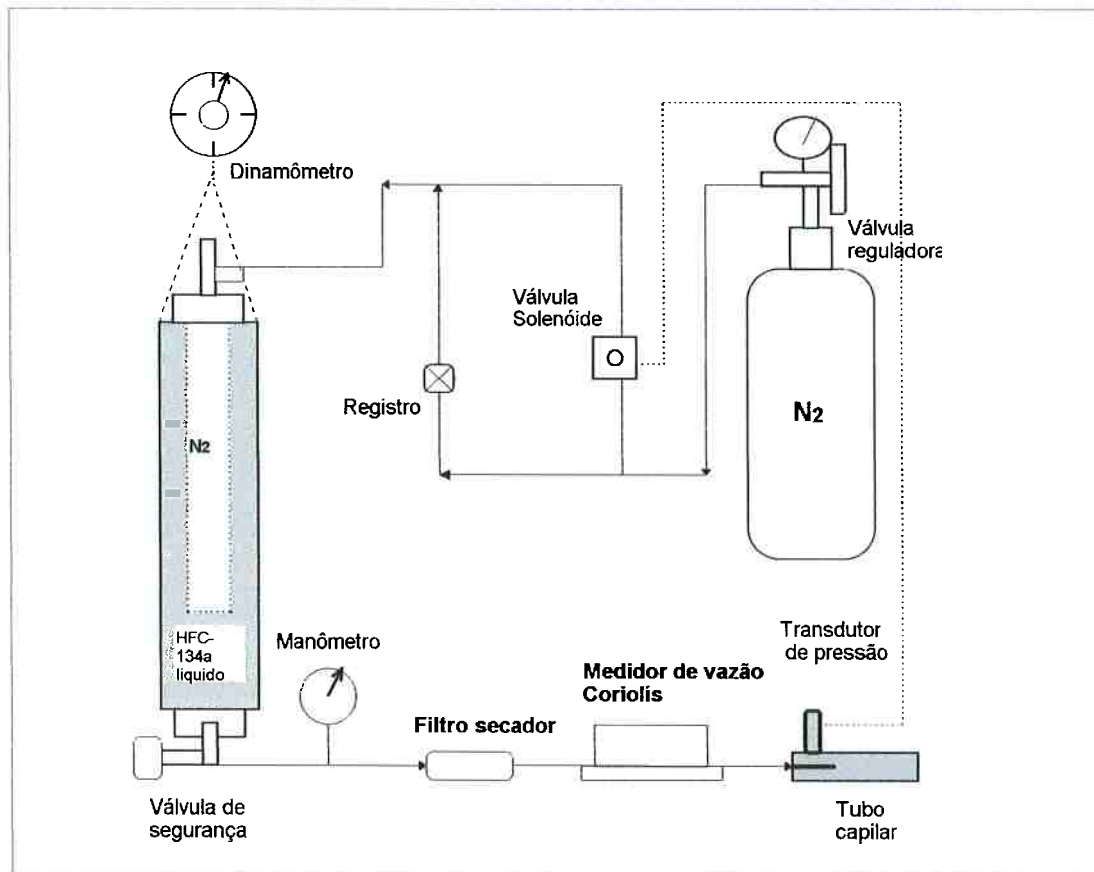 Dinamômetro
Válvula
reguladora
Válvula
Solenóide
Registro
N2
N2
HFC-
134a
liquido
Manômetro
Transdutor
de pressão
Medidor de vazão
Coriolís
Filtro secador
Válvula de
segurança
Tubo
capilar